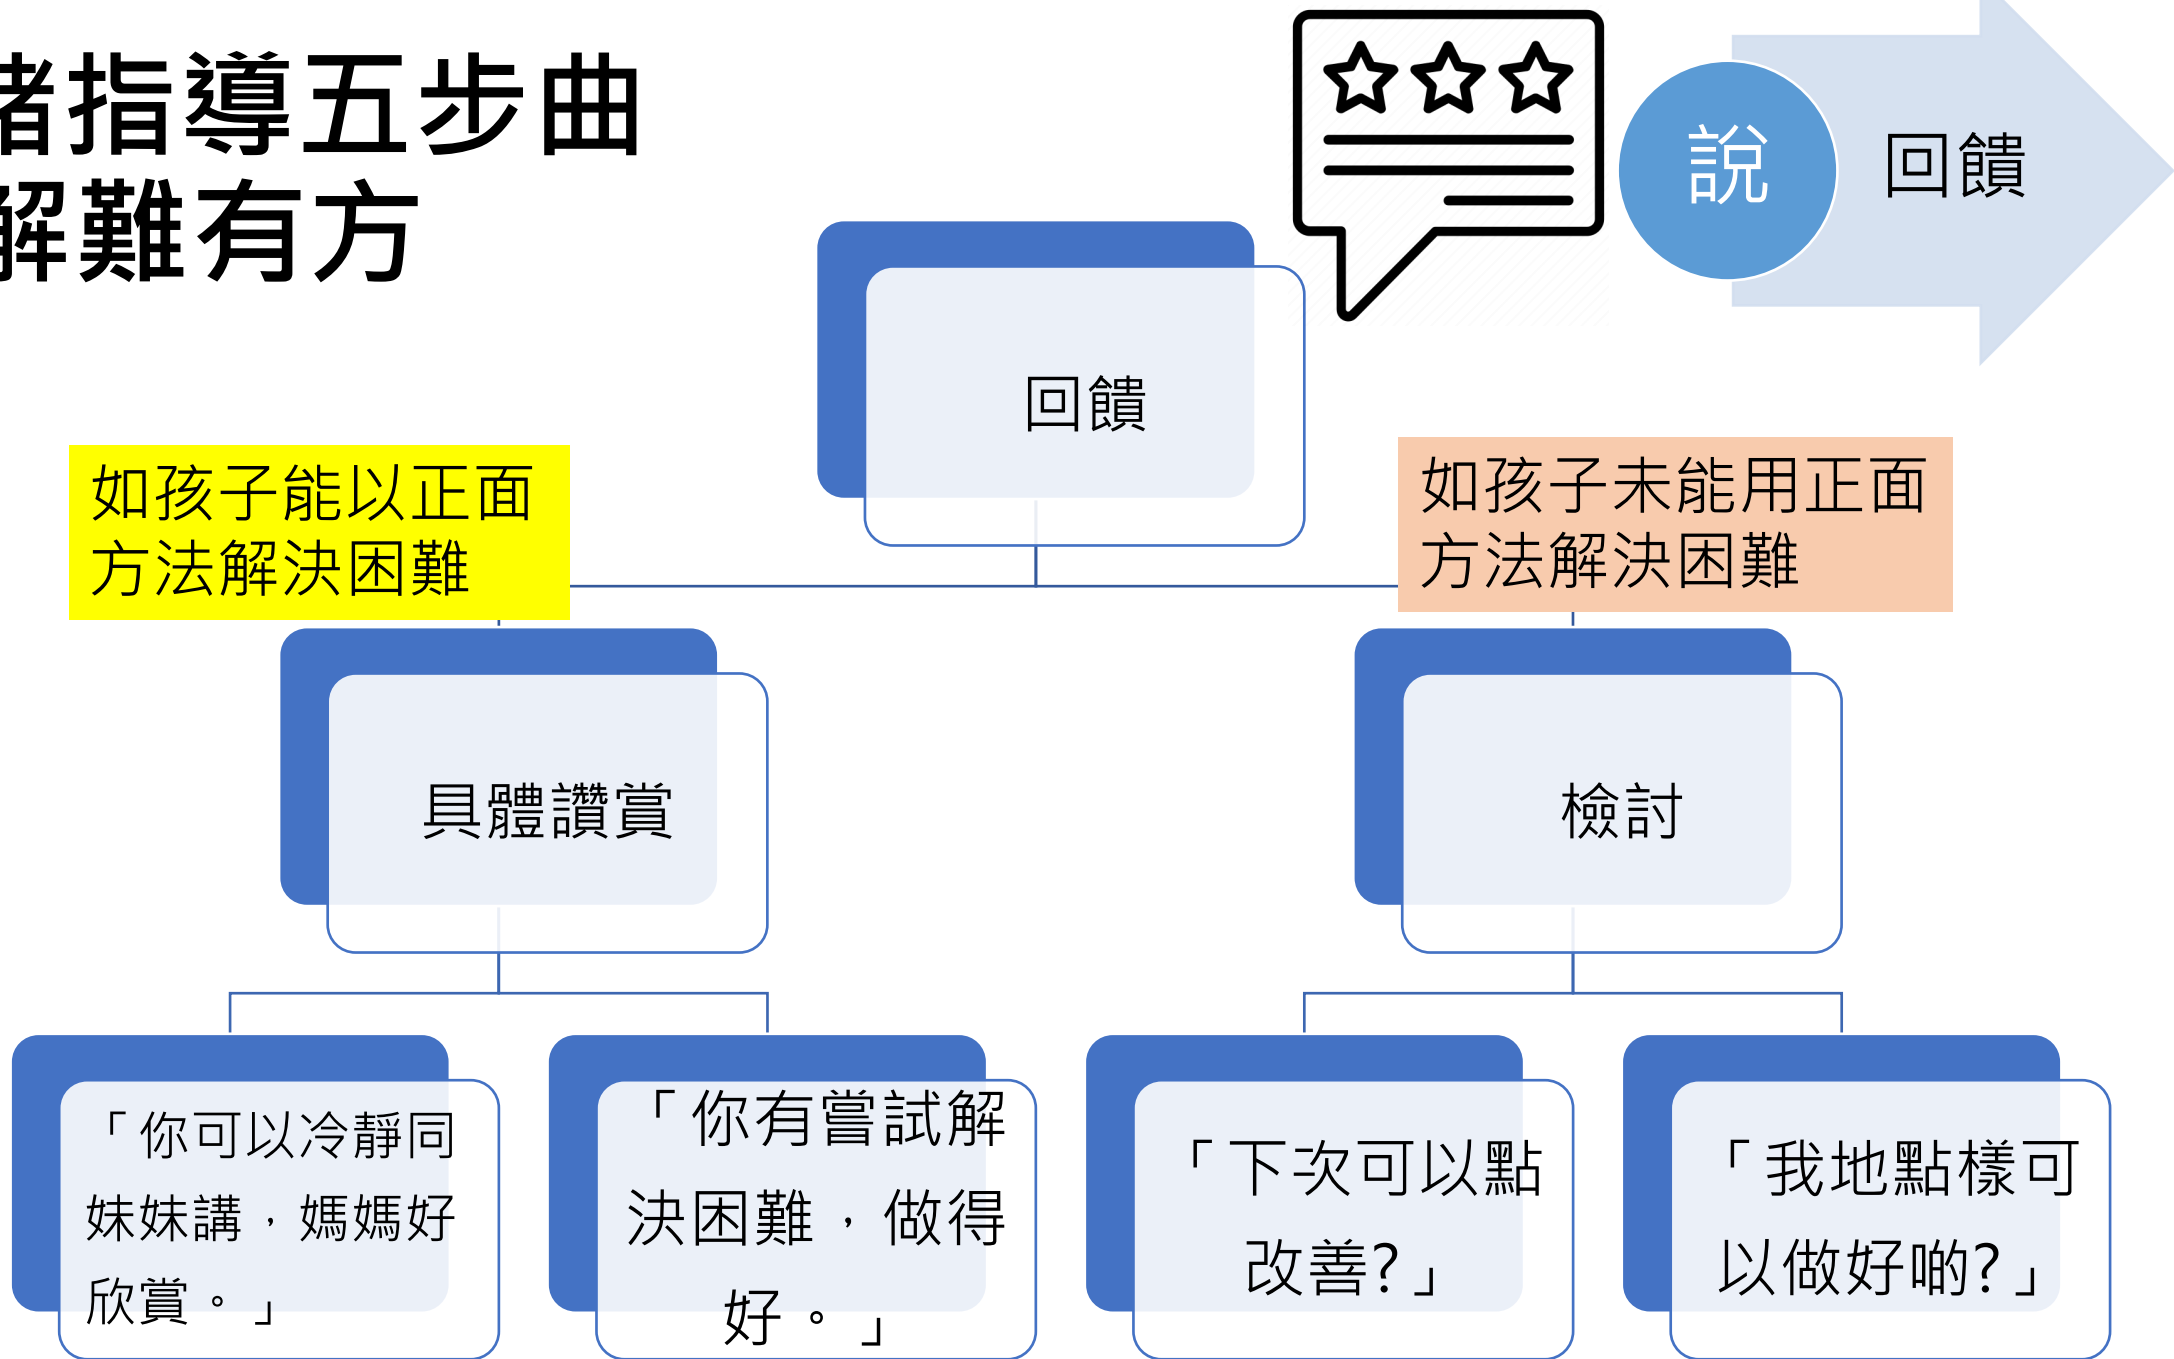 緒指導五步曲
解難有方
說
回饋
回饋
如孩子能以正面
方法解決困難
如孩子未能用正面
方法解決困難
具體讚賞
檢討
「你可以冷靜同
妹妹講，媽媽好
欣賞。」
「你有嘗試解
決困難，做得
好。」
「下次可以點
改善?」
「我地點樣可
以做好啲?」